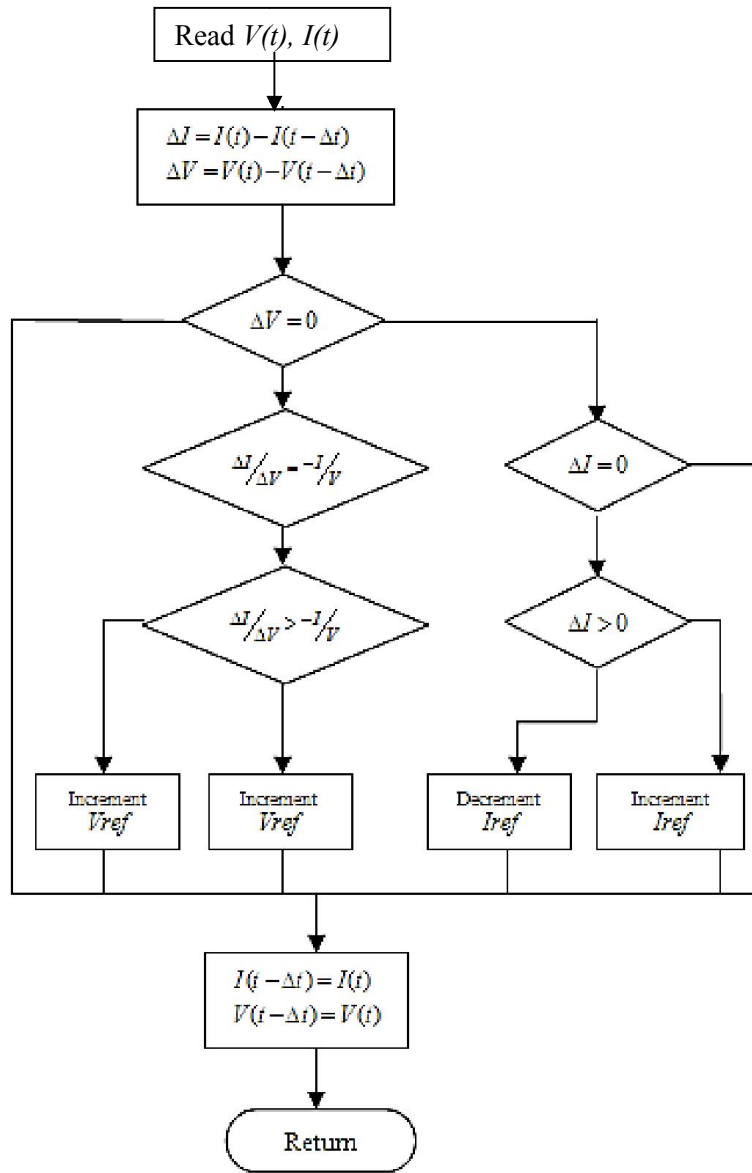 Read V(t), I(t)
ΔI = I(t) − I(t − Δt)
ΔV = V(t) − V(t − Δt)
ΔV = 0
ΔI/ΔV = −I/V
ΔI = 0
ΔI/ΔV > −I/V
ΔI > 0
Increment
Vref
Increment
Vref
Decrement
Iref
Increment
Iref
I(t − Δt) = I(t)
V(t − Δt) = V(t)
Return